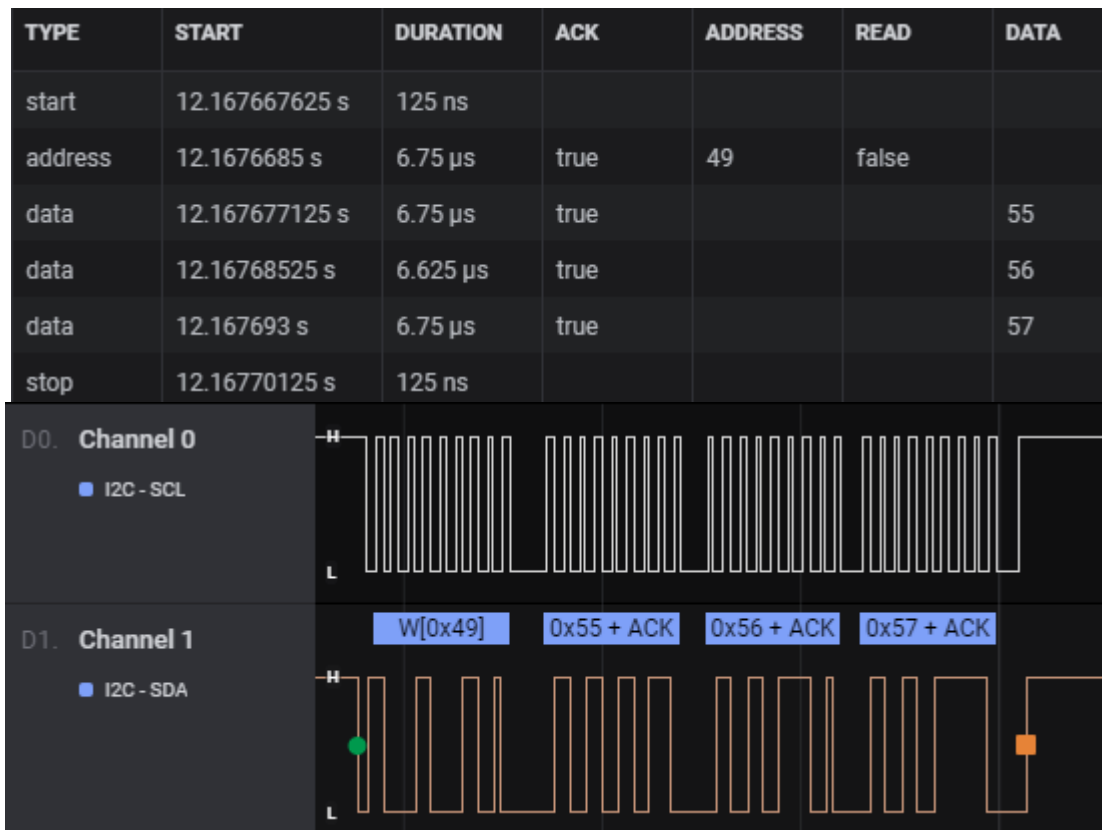 TYPE START DURATION ACK ADDRESS READ DATA
start 12.167667625 s 125 ns
address 12.1676685 s 6.75 µs true 49 false
data 12.167677125 s 6.75 µs true 55
data 12.16768525 s 6.625 µs true 56
data 12.167693 s 6.75 µs true 57
stop 12.16770125 s 125 ns
D0. Channel 0 H
I2C - SCL
L
W[0x49] 0x55 + ACK 0x56 + ACK 0x57 + ACK
D1. Channel 1
H
I2C - SDA
L